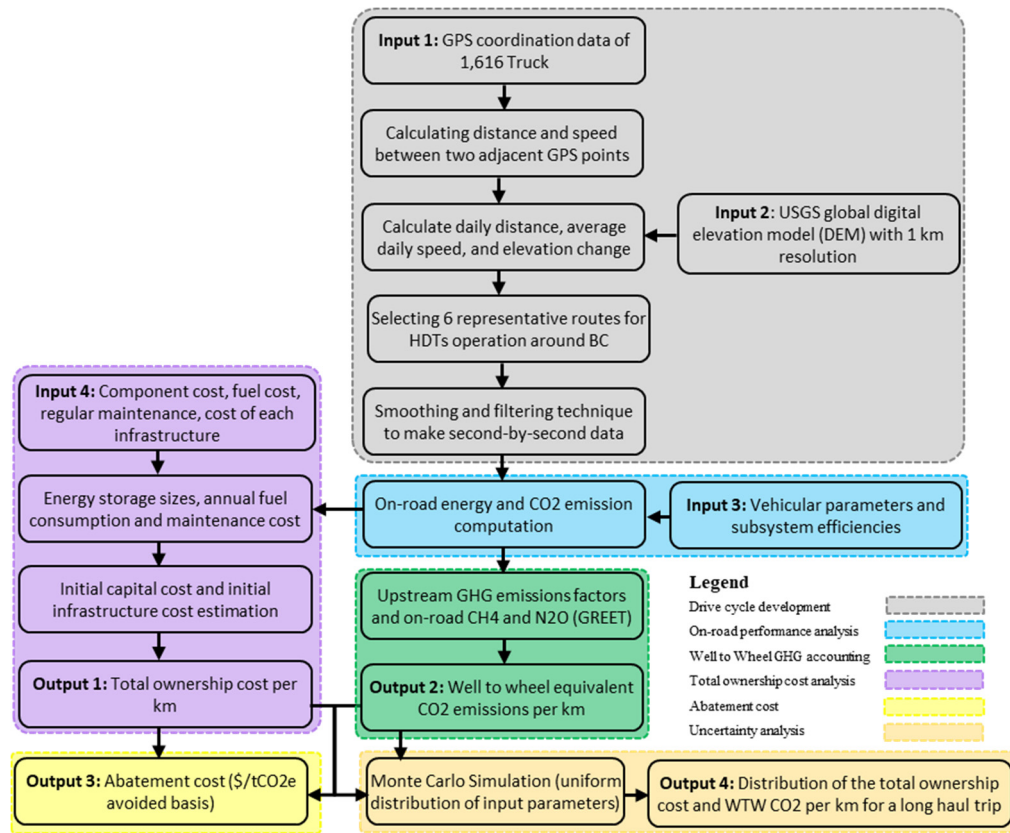 Input 1: GPS coordination data of
1,616 Truck
Calculating distance and speed
between two adjacent GPS points
Calculate daily distance, average
daily speed, and elevation change
Input 2: USGS global digital
elevation model (DEM) with 1 km
resolution
Selecting 6 representative routes for
HDTs operation around BC
Smoothing and filtering technique
to make second-by-second data
Input 4: Component cost, fuel cost,
regular maintenance, cost of each
infrastructure
Energy storage sizes, annual fuel
consumption and maintenance cost
On-road energy and CO2 emission
computation
Input 3: Vehicular parameters and
subsystem efficiencies
Initial capital cost and initial
infrastructure cost estimation
Upstream GHG emissions factors
and on-road CH4 and N2O (GREET)
Output 1: Total ownership cost per
km
Output 2: Well to wheel equivalent
CO2 emissions per km
Legend
Drive cycle development
On-road performance analysis
Well to Wheel GHG accounting
Total ownership cost analysis
Abatement cost
Uncertainty analysis
Output 3: Abatement cost ($/tCO2e
avoided basis)
Monte Carlo Simulation (uniform
distribution of input parameters)
Output 4: Distribution of the total ownership
cost and WTW CO2 per km for a long haul trip